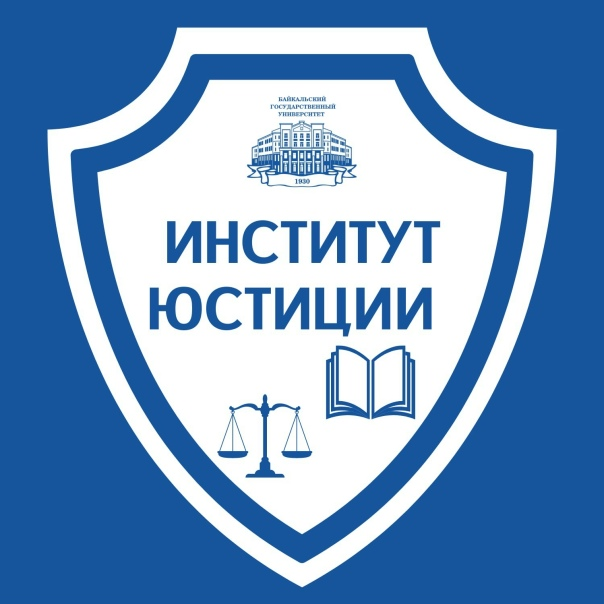 БАЙКАЛЬСКИЙ
ГОСУДАРСТВЕННЫЙ
УНИВЕРСИТЕТ
1930
ИНСТИТУТ
ЮСТИЦИИ